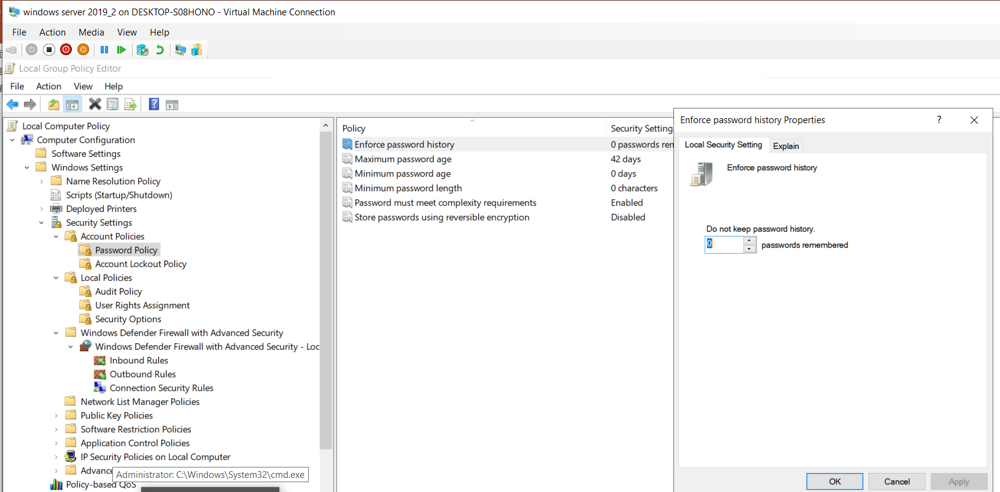 windows server 2019_2 on DESKTOP-S08HONO - Virtual Machine Connection
File Action Media View Help
Local Group Policy Editor
File Action View Help
Local Computer Policy
Computer Configuration
Software Settings
Windows Settings
Name Resolution Policy
Scripts (Startup/Shutdown)
Deployed Printers
Security Settings
Account Policies
Password Policy
Account Lockout Policy
Local Policies
Audit Policy
User Rights Assignment
Security Options
Windows Defender Firewall with Advanced Security
Windows Defender Firewall with Advanced Security - Loc
Inbound Rules
Outbound Rules
Connection Security Rules
Network List Manager Policies
Public Key Policies
Software Restriction Policies
Application Control Policies
IP Security Policies on Local Computer
Advance
Administrator: C:\Windows\System32\cmd.exe
Policy-based QoS
Policy Security Setting
Enforce password history 0 passwords ren
Maximum password age 42 days
Minimum password age 0 days
Minimum password length 0 characters
Password must meet complexity requirements Enabled
Store passwords using reversible encryption Disabled
Enforce password history Properties ?
Local Security Setting Explain
Enforce password history
Do not keep password history.
0 passwords remembered
OK Cancel Apply